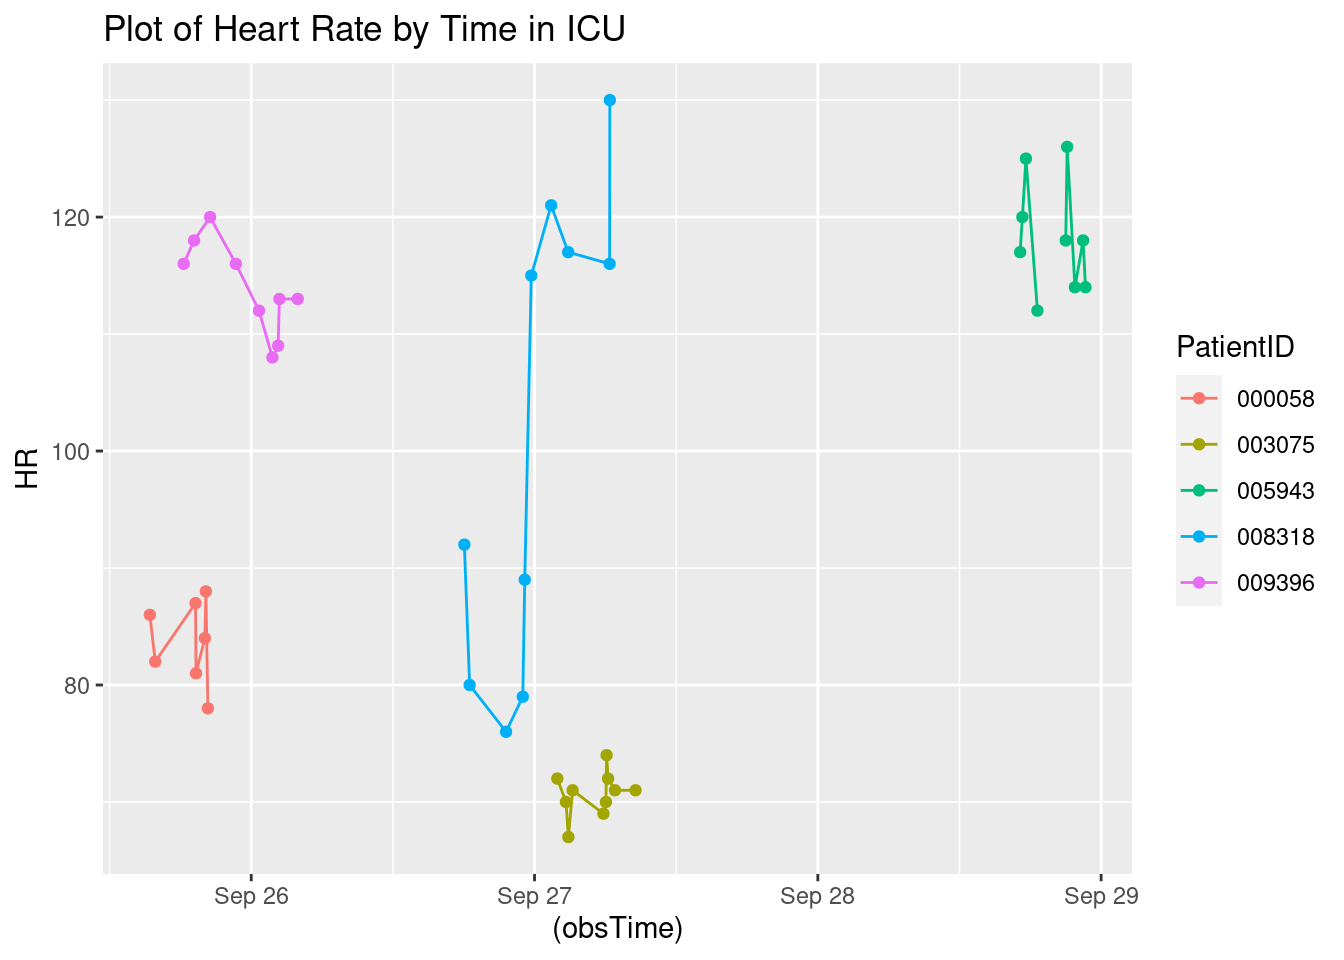 Plot of Heart Rate by Time in ICU
HR
120
100
80
Sep 26
Sep 27
Sep 28
Sep 29
(obsTime)
PatientID
000058
003075
005943
008318
009396